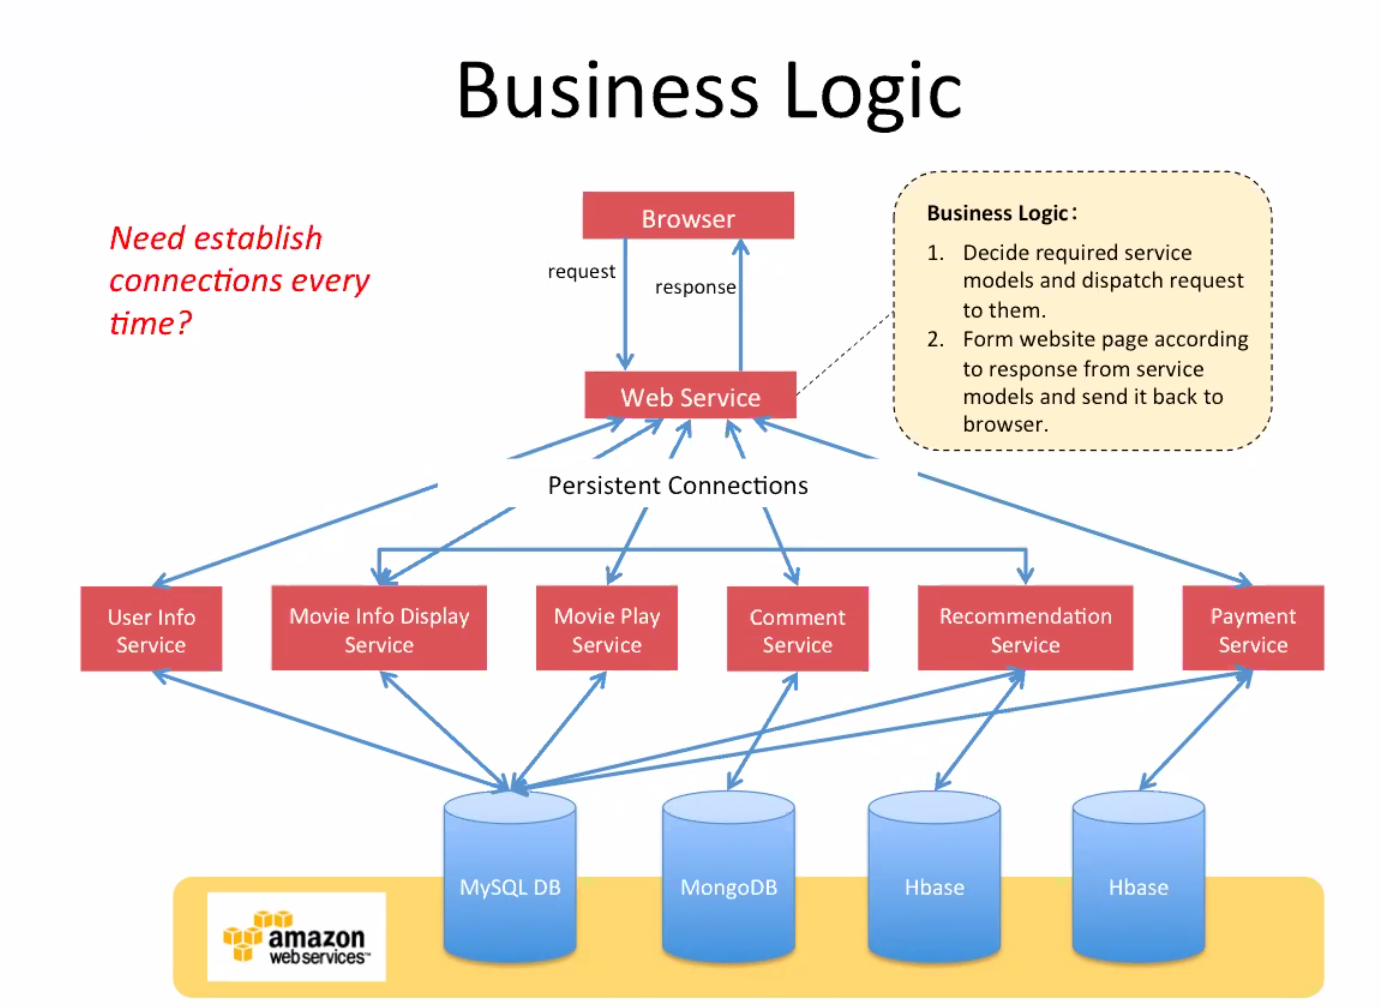 Business Logic
Need establish
connections every
time?
Browser
request
response
Web Service
Business Logic:
1. Decide required service
models and dispatch request
to them.
2. Form website page according
to response from service
models and send it back to
browser.
Persistent Connections
User Info
Service
Movie Info Display
Service
Movie Play
Service
Comment
Service
Recommendation
Service
Payment
Service
MySQL DB
MongoDB
Hbase
Hbase
amazon
webservices™